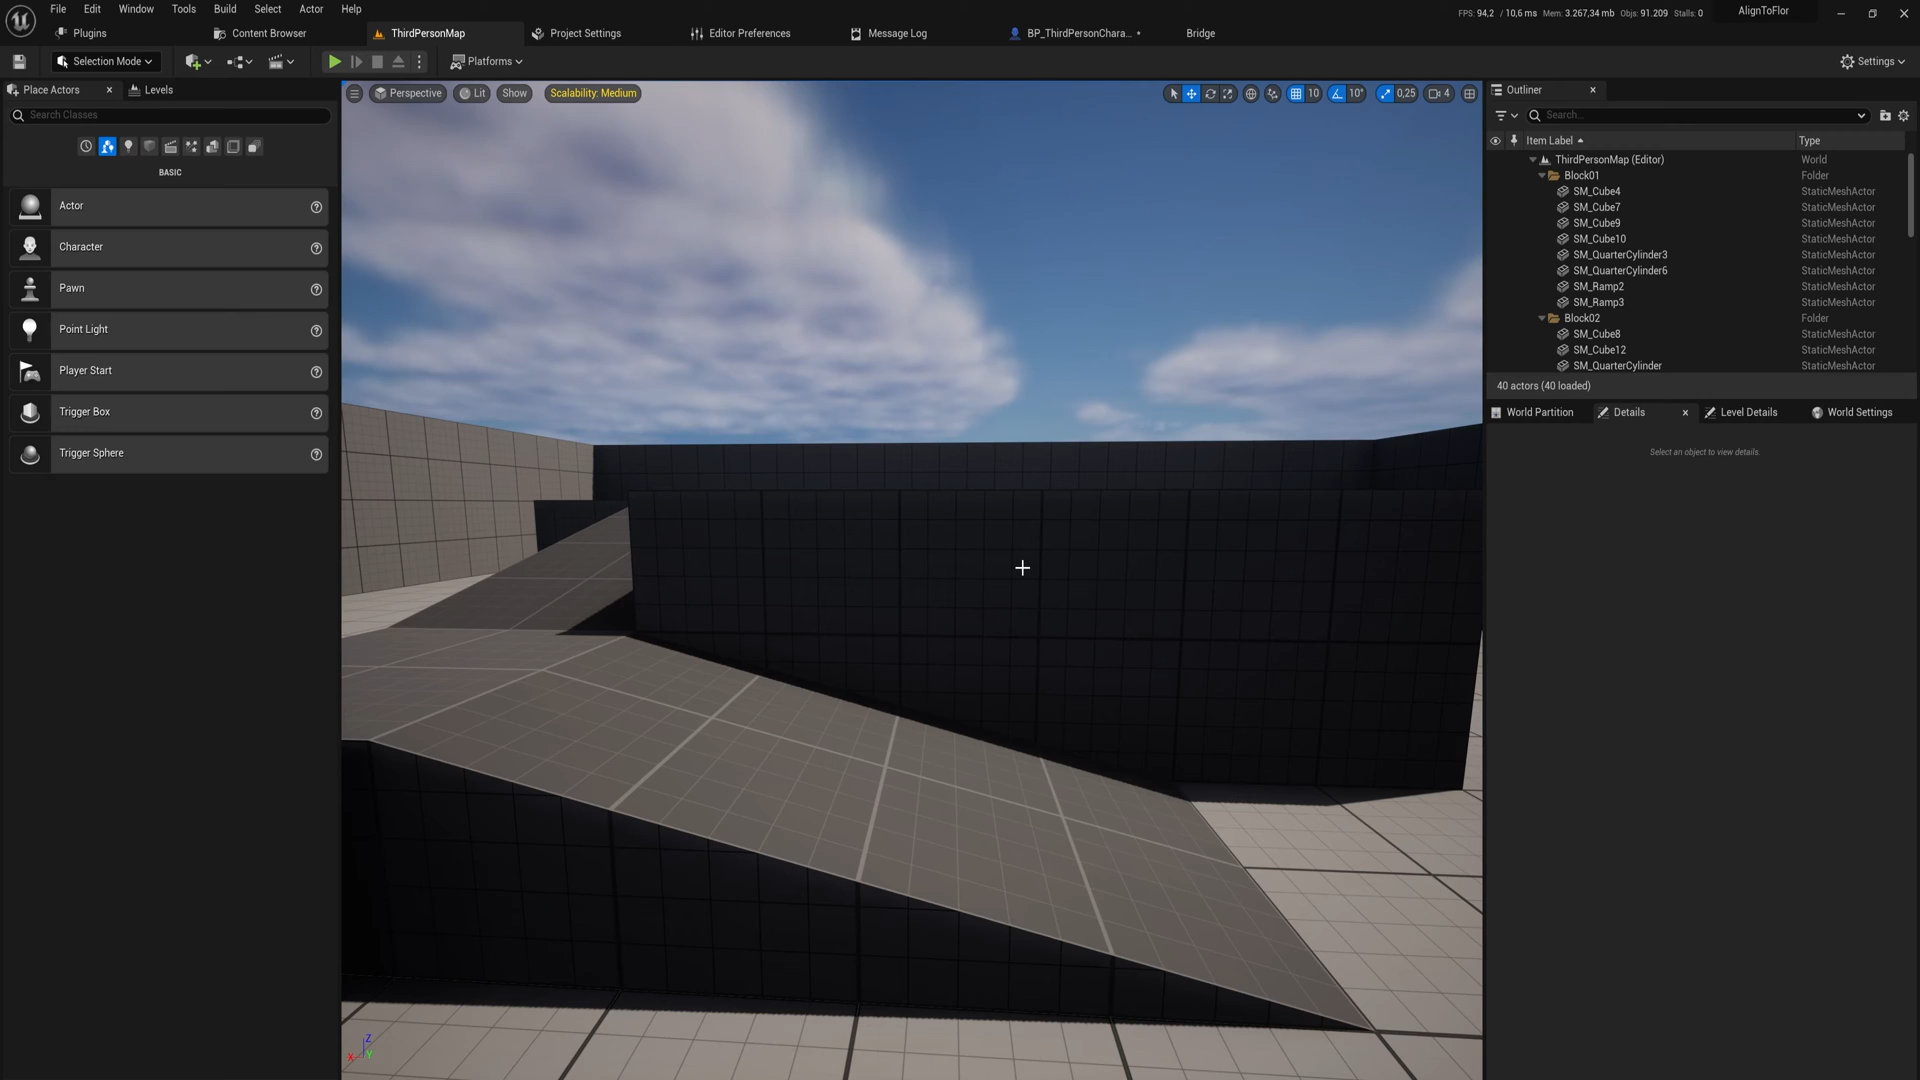 File Edit Window Tools Build Select Actor Help
FPS: 94,2 / 10,6 ms Mem: 3.267,34 mb Objs: 91.209 Stalls: 0
AlignToFlor
Plugins
Content Browser
ThirdPersonMap
Project Settings
Editor Preferences
Message Log
BP_ThirdPersonChara...
Bridge
Selection Mode
Platforms
Settings
Place Actors
Levels
Search Classes
BASIC
Actor
Character
Pawn
Point Light
Player Start
Trigger Box
Trigger Sphere
Perspective
Lit
Show
Scalability: Medium
10
10°
0,25
4
Z
X
Y
Outliner
Search...
Item Label Type
ThirdPersonMap (Editor) World
Block01 Folder
SM_Cube4 StaticMeshActor
SM_Cube7 StaticMeshActor
SM_Cube9 StaticMeshActor
SM_Cube10 StaticMeshActor
SM_QuarterCylinder3 StaticMeshActor
SM_QuarterCylinder6 StaticMeshActor
SM_Ramp2 StaticMeshActor
SM_Ramp3 StaticMeshActor
Block02 Folder
SM_Cube8 StaticMeshActor
SM_Cube12 StaticMeshActor
SM_QuarterCylinder StaticMeshActor
40 actors (40 loaded)
World Partition
Details
Level Details
World Settings
Select an object to view details.